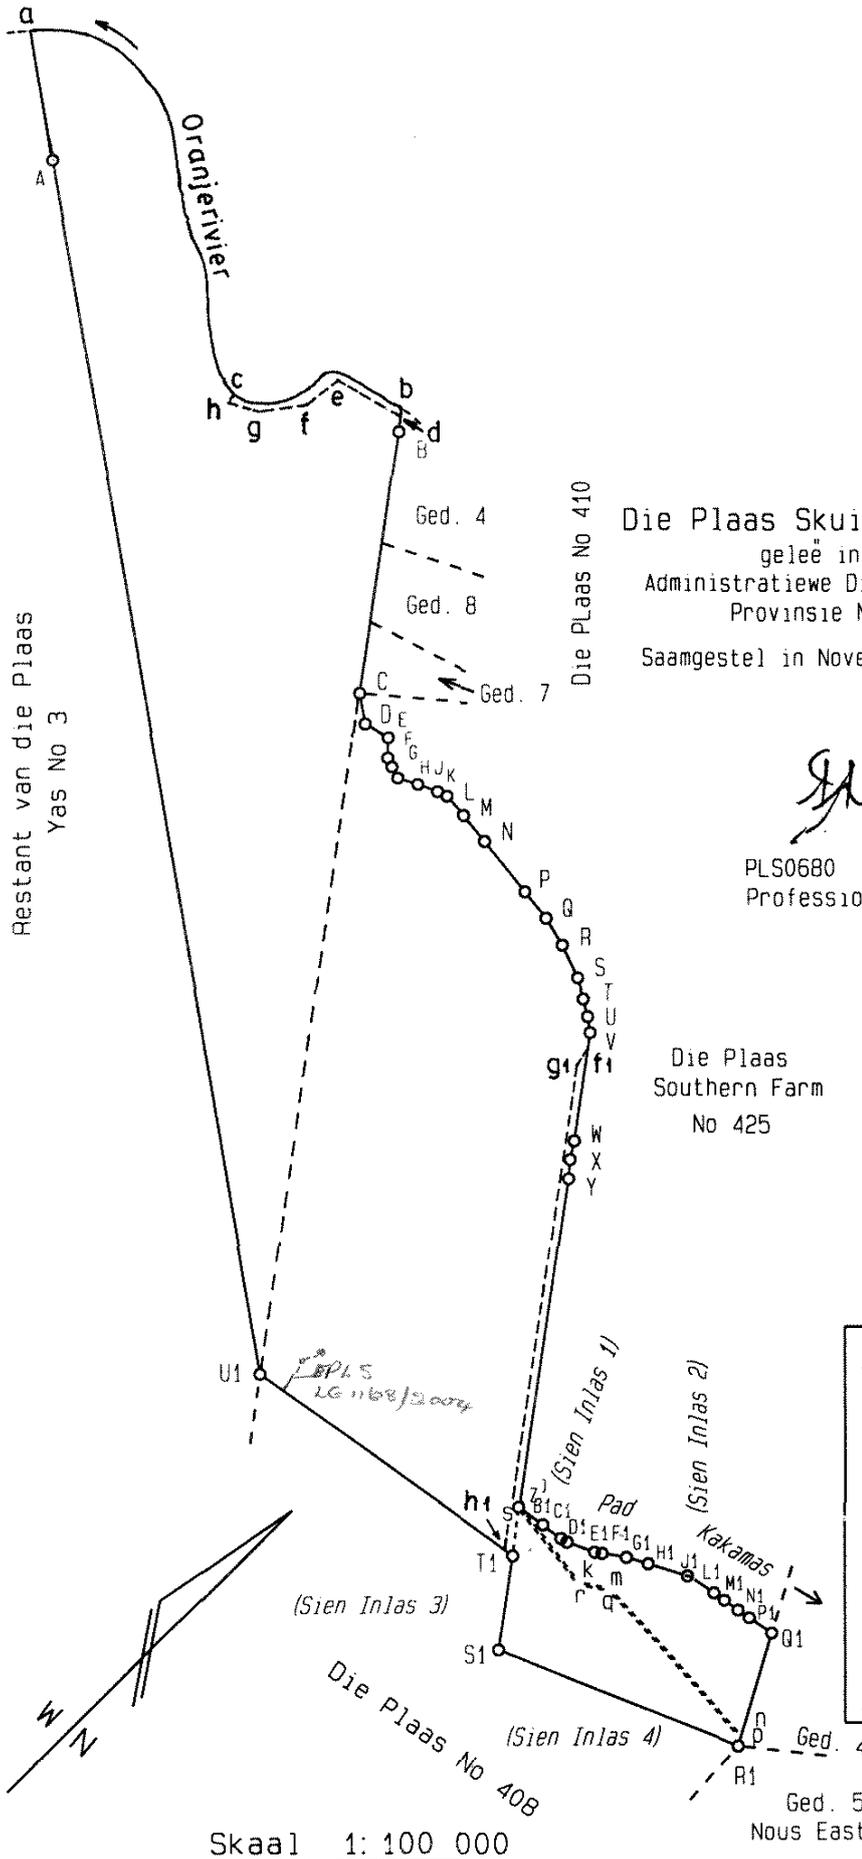 a
A
Oranjerivier
c
b
h
g
f
e
d
B
Ged. 4
Die PLaas No 410
Die Plaas Skui
geleë in
Administratiewe Di
Provinsie N
Saamgestel in Nove
Ged. 8
C
Ged. 7
Restant van die Plaas
Yas No 3
D
E
F
G
H
J
K
L
M
N
P
Q
R
S
T
U
V
PLS0680
Professio
g1
f1
Die Plaas
Southern Farm
No 425
W
X
Y
U1
LG 1168/2004
(Sien Inlas 1)
(Sien Inlas 2)
h1
s
Z
j
B1
C1
D1
E1
F1
G1
H1
J1
L1
M1
N1
P1
Q1
Pad
Kakamas
T1
k
m
r
q
(Sien Inlas 3)
S1
Die Plaas No 408
(Sien Inlas 4)
n
p
Ged. 4
R1
W
N
Ged. 5
Nous East
Skaal 1: 100 000